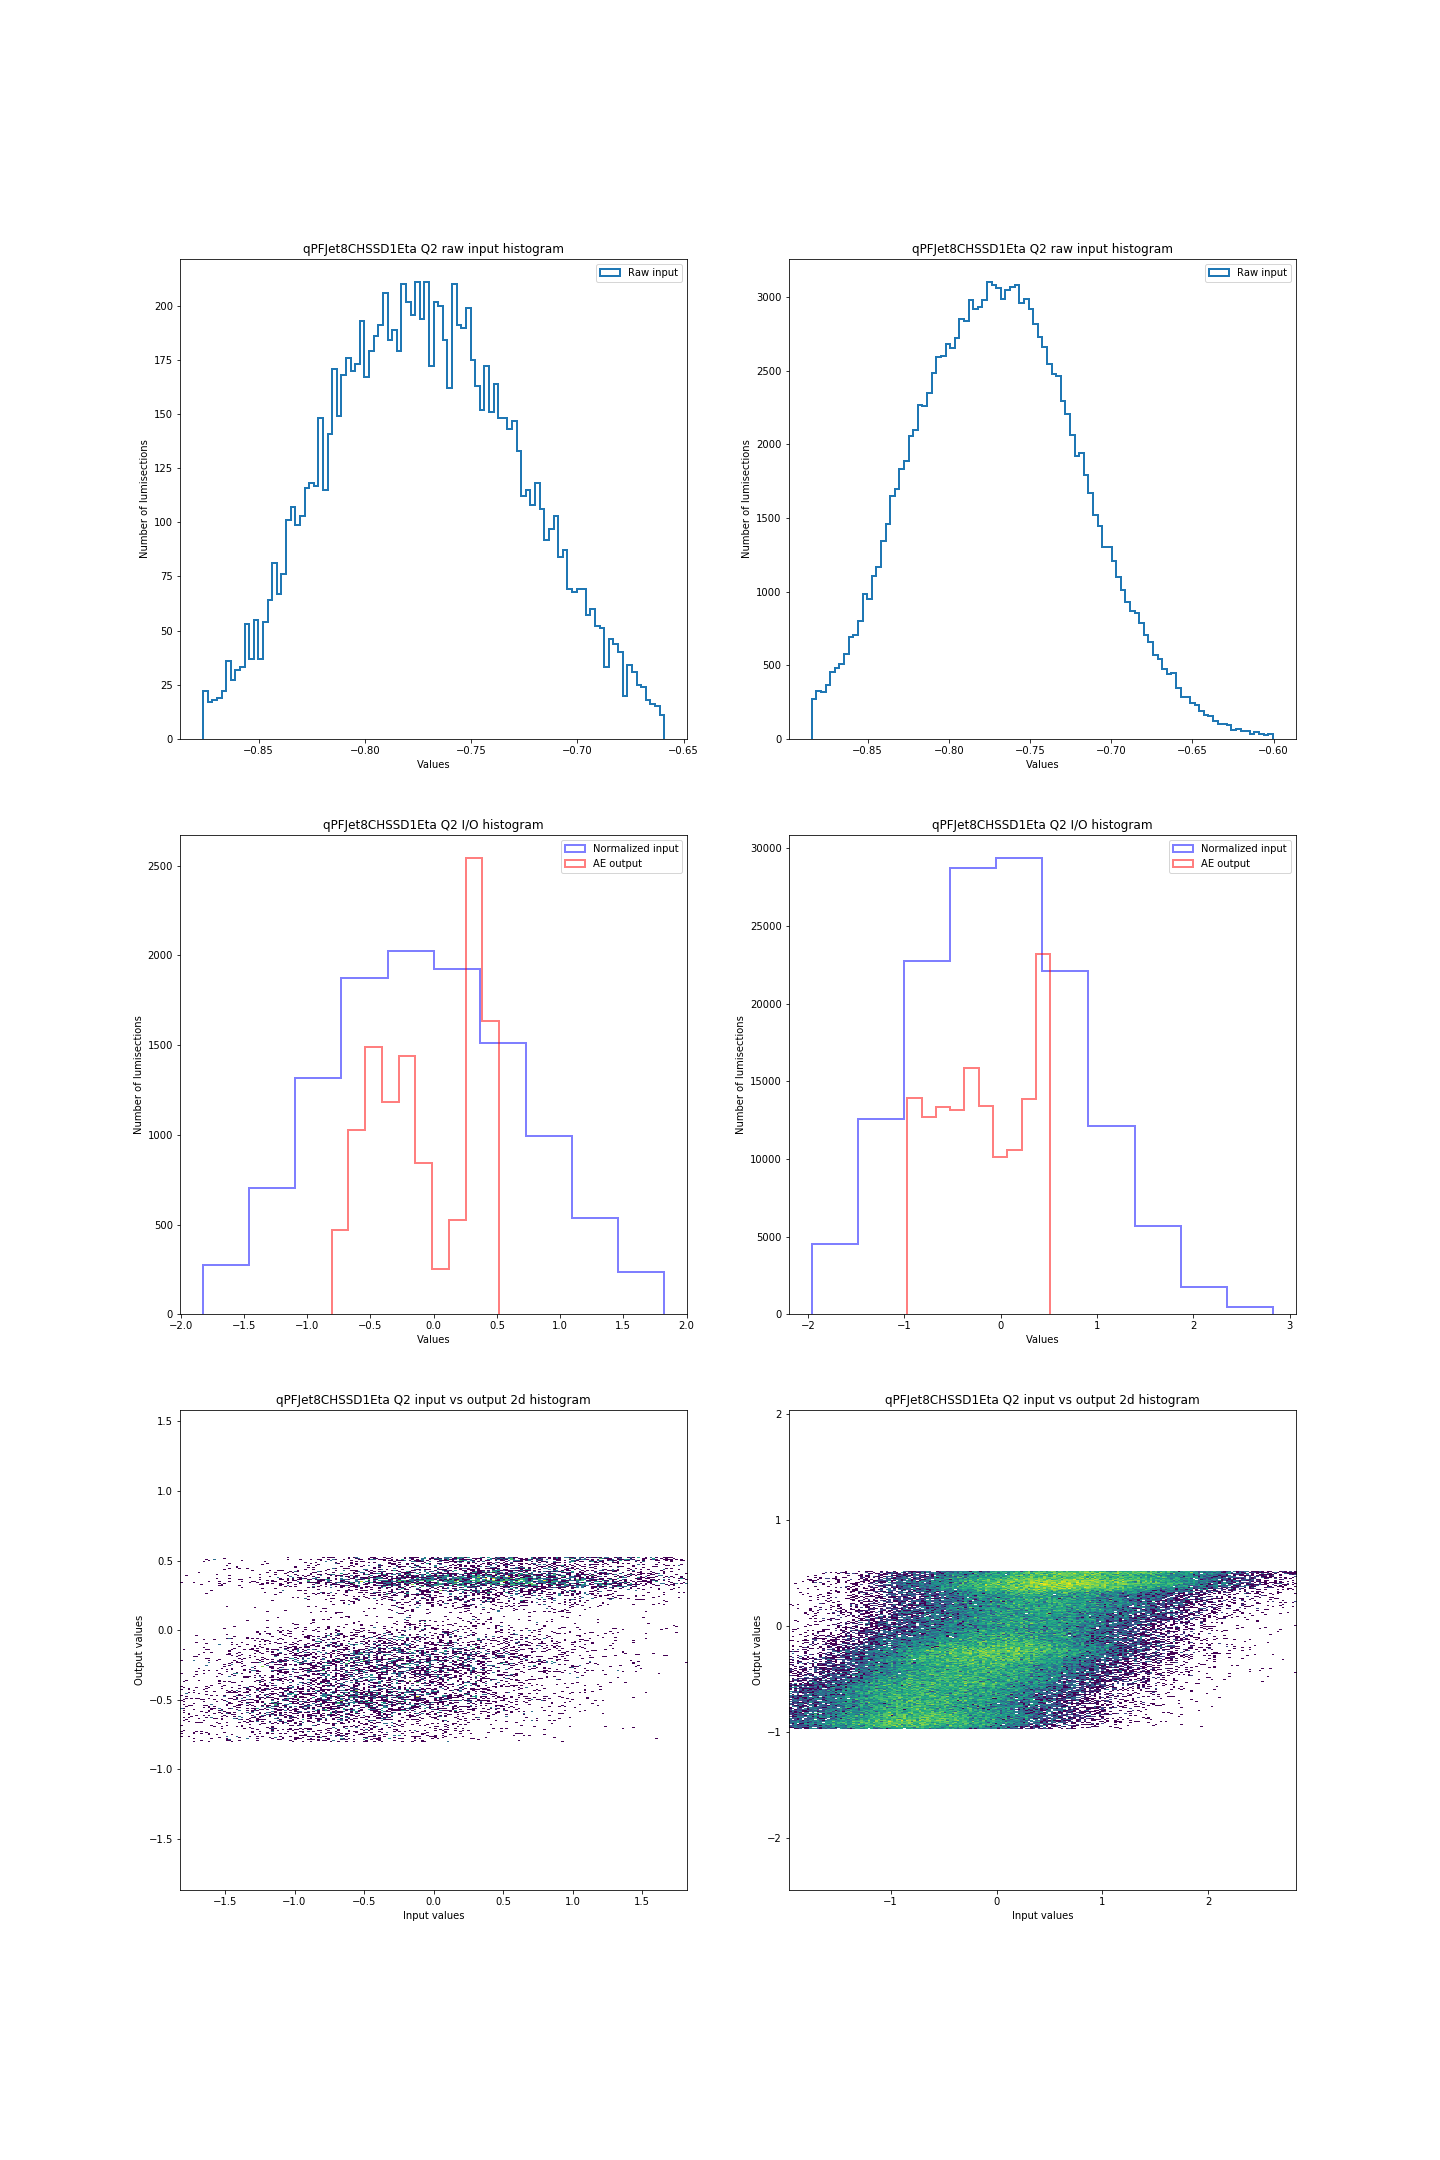 qPFJet8CHSSD1Eta Q2 raw input histogram
Raw input
Number of lumisections
200
175
150
125
100
75
50
25
0
−0.85 −0.80 −0.75 −0.70 −0.65
Values
qPFJet8CHSSD1Eta Q2 raw input histogram
Raw input
Number of lumisections
3000
2500
2000
1500
1000
500
0
−0.85 −0.80 −0.75 −0.70 −0.65 −0.60
Values
qPFJet8CHSSD1Eta Q2 I/O histogram
Normalized input
AE output
Number of lumisections
2500
2000
1500
1000
500
0
−2.0 −1.5 −1.0 −0.5 0.0 0.5 1.0 1.5 2.0
Values
qPFJet8CHSSD1Eta Q2 I/O histogram
Normalized input
AE output
Number of lumisections
30000
25000
20000
15000
10000
5000
0
−2 −1 0 1 2 3
Values
qPFJet8CHSSD1Eta Q2 input vs output 2d histogram
Output values
1.5
1.0
0.5
0.0
−0.5
−1.0
−1.5
−1.5 −1.0 −0.5 0.0 0.5 1.0 1.5
Input values
qPFJet8CHSSD1Eta Q2 input vs output 2d histogram
Output values
2
1
0
−1
−2
−1 0 1 2
Input values